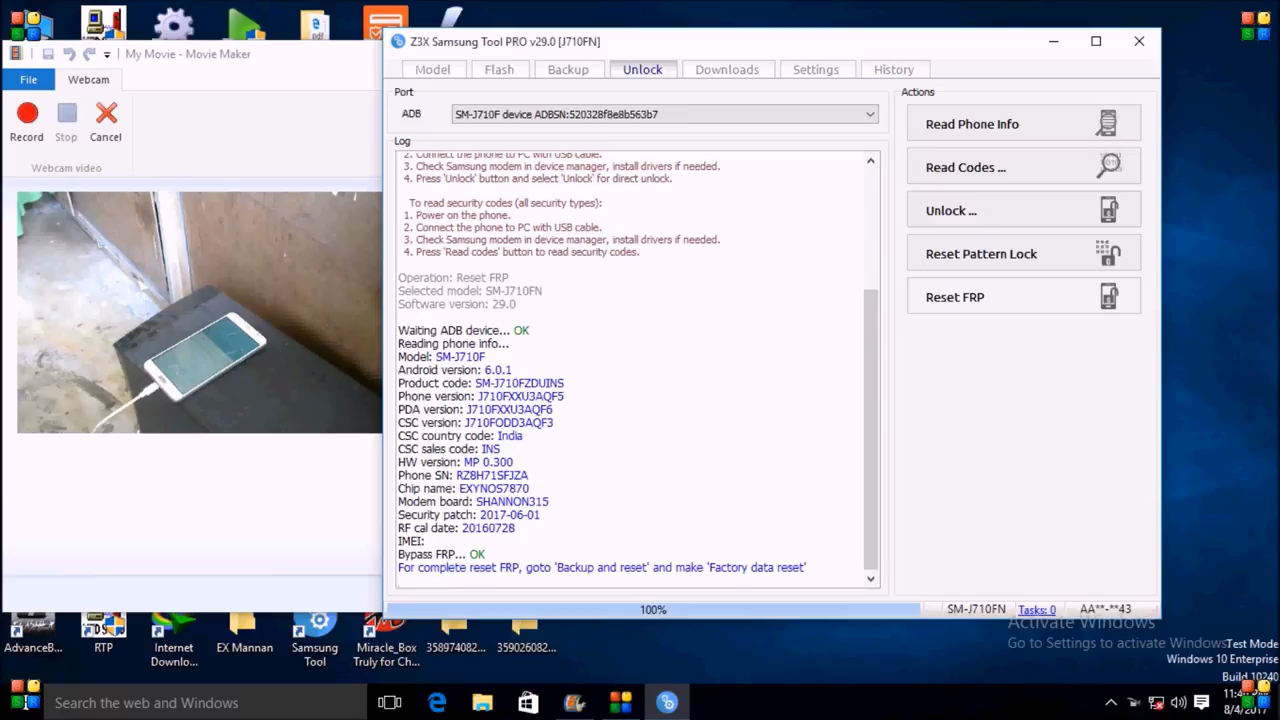 My Movie - Movie Maker
File
Webcam
Record
Stop
Cancel
Webcam video
Z3X Samsung Tool PRO v29.0 [J710FN]
Model
Flash
Backup
Unlock
Downloads
Settings
History
Port
ADB
SM-J710F device ADBSN:520328f8e8b563b7
Log
2. Connect the phone to PC with USB cable.
3. Check Samsung modem in device manager, install drivers if needed.
4. Press 'Unlock' button and select 'Unlock' for direct unlock.
To read security codes (all security types):
1. Power on the phone.
2. Connect the phone to PC with USB cable.
3. Check Samsung modem in device manager, install drivers if needed.
4. Press 'Read codes' button to read security codes.
Operation: Reset FRP
Selected model: SM-J710FN
Software version: 29.0
Waiting ADB device... OK
Reading phone info...
Model: SM-J710F
Android version: 6.0.1
Product code: SM-J710FZDUINS
Phone version: J710FXXU3AQF5
PDA version: J710FXXU3AQF6
CSC version: J710FODD3AQF3
CSC country code: India
CSC sales code: INS
HW version: MP 0.300
Phone SN: RZ8H71SFJZA
Chip name: EXYNOS7870
Modem board: SHANNON315
Security patch: 2017-06-01
RF cal date: 20160728
IMEI:
Bypass FRP... OK
For complete reset FRP, goto 'Backup and reset' and make 'Factory data reset'
Actions
Read Phone Info
Read Codes ...
Unlock ...
Reset Pattern Lock
Reset FRP
100%
SM-J710FN
Tasks: 0
AA**-**43
AdvanceB...
RTP
Internet
Downlo...
EX Mannan
Samsung
Tool
Miracle_Box
Truly for Ch...
358974082...
359026082...
Activate Windows
Go to Settings to activate Windows
Test Mode
Windows 10 Enterprise
Build 10240
Search the web and Windows
8/4/2017